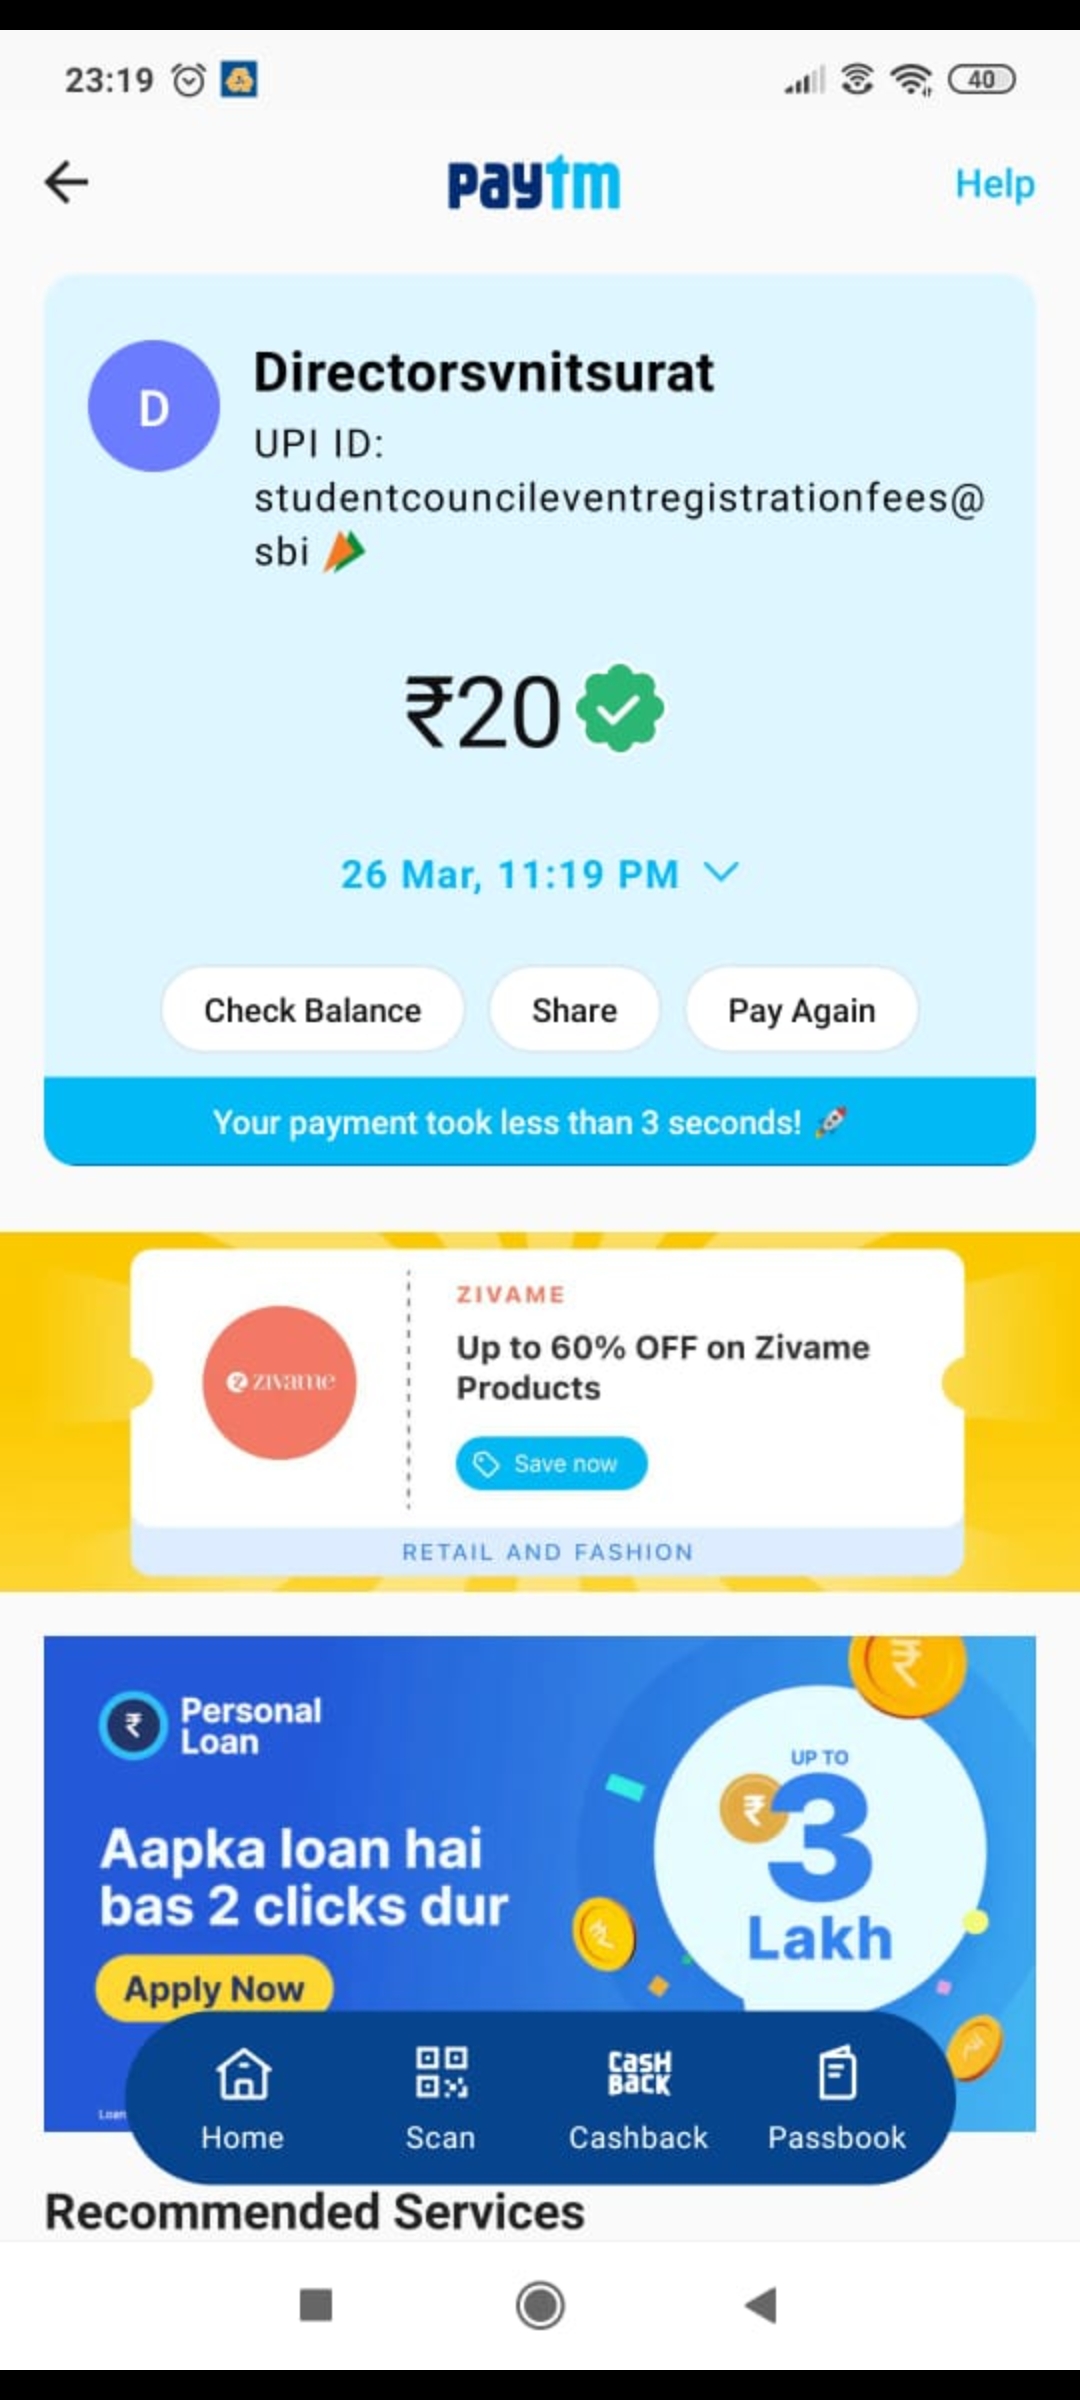 23:19
40
paytm
Help
D
Directorsvnitsurat
UPI ID:
studentcouncileventregistrationfees@
sbi
₹20
26 Mar, 11:19 PM
Check Balance
Share
Pay Again
Your payment took less than 3 seconds! 🚀
ZIVAME
zivame
Up to 60% OFF on Zivame
Products
Save now
RETAIL AND FASHION
₹
₹ Personal
Loan
UP TO
₹
3
Lakh
Aapka loan hai
bas 2 clicks dur
Apply Now
Loan
Home
Scan
CASH
BACK
Cashback
Passbook
Recommended Services